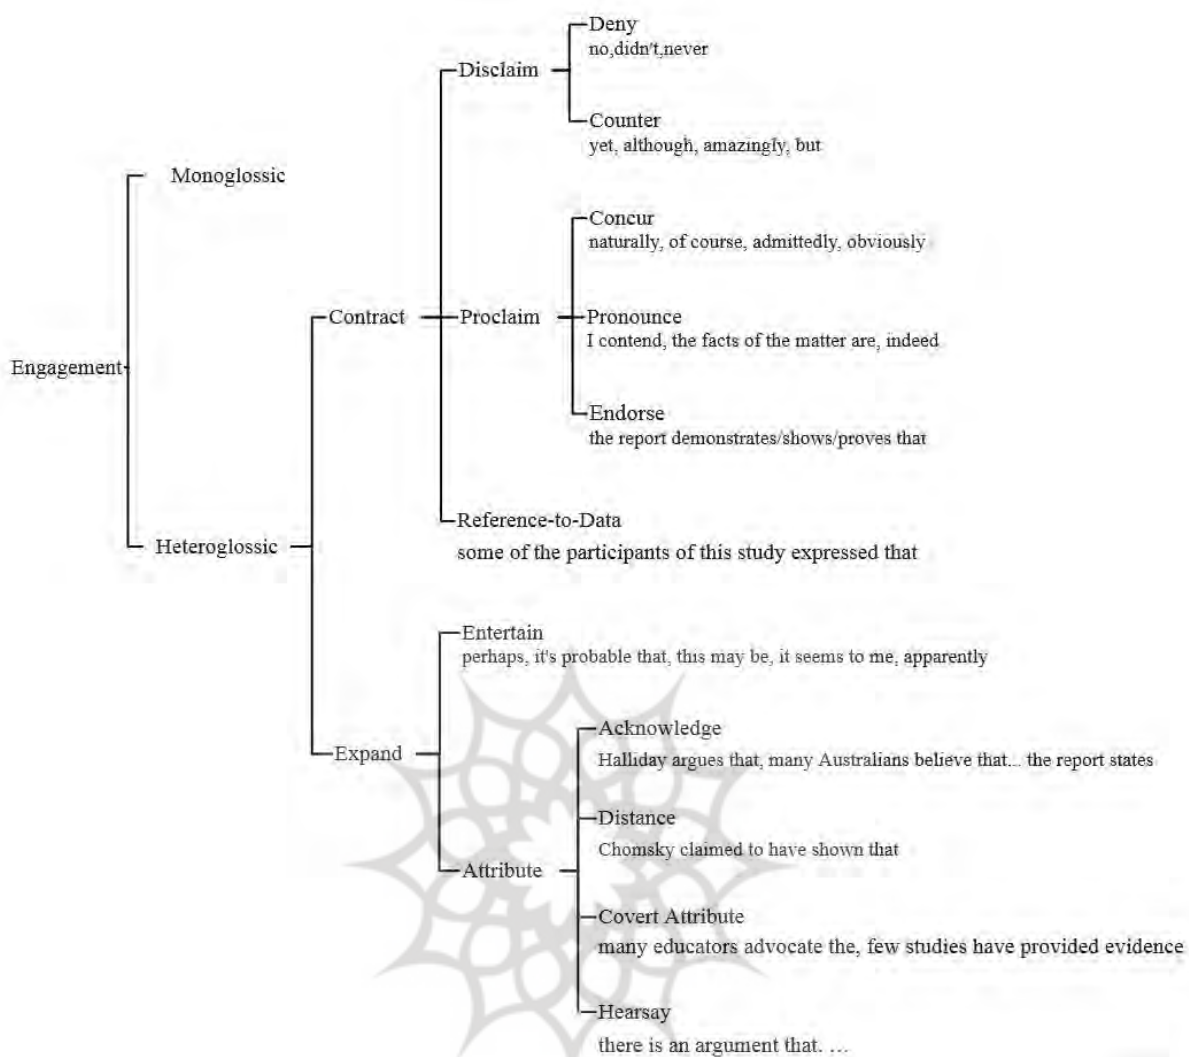 Deny
no,didn't,never
Disclaim
Counter
yet, although, amazingly, but
Monoglossic
Concur
naturally, of course, admittedly, obviously
Contract
Proclaim
Pronounce
I contend, the facts of the matter are, indeed
Engagement
Endorse
the report demonstrates/shows/proves that
Reference-to-Data
Heteroglossic
some of the participants of this study expressed that
Entertain
perhaps, it's probable that, this may be, it seems to me, apparently
Acknowledge
Expand
Halliday argues that, many Australians believe that... the report states
Distance
Chomsky claimed to have shown that
Attribute
Covert Attribute
many educators advocate the, few studies have provided evidence
Hearsay
there is an argument that. ...